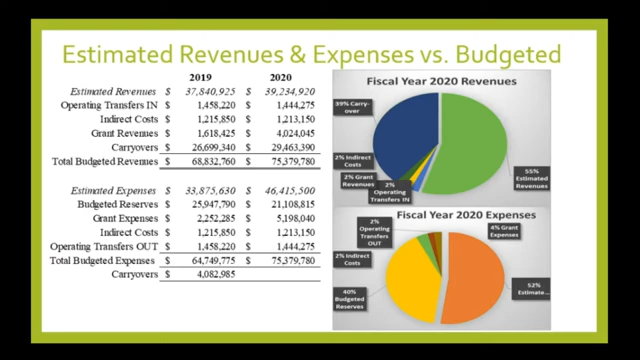 Estimated Revenues & Expenses vs. Budgeted
2019 2020
Estimated Revenues $ 37,840,925 $ 39,234,920
Operating Transfers IN $ 1,458,220 $ 1,444,275
Indirect Costs $ 1,215,850 $ 1,213,150
Grant Revenues $ 1,618,425 $ 4,024,045
Carryovers $ 26,699,340 $ 29,463,390
Total Budgeted Revenues $ 68,832,760 $ 75,379,780
Estimated Expenses $ 33,875,630 $ 46,415,500
Budgeted Reserves $ 25,947,790 $ 21,108,815
Grant Expenses $ 2,252,285 $ 5,198,040
Indirect Costs $ 1,215,850 $ 1,213,150
Operating Transfers OUT $ 1,458,220 $ 1,444,275
Total Budgeted Expenses $ 64,749,775 $ 75,379,780
Carryovers $ 4,082,985
Fiscal Year 2020 Revenues
39% Carry-
over
2% Indirect
Costs
2% Grant
Revenues
2%
Operating
Transfers IN
55%
Estimated
Revenues
Fiscal Year 2020 Expenses
2%
Operating
Transfers
OUT
4% Grant
Expenses
2% Indirect
Costs
40%
Budgeted
Reserves
52%
Estimate...